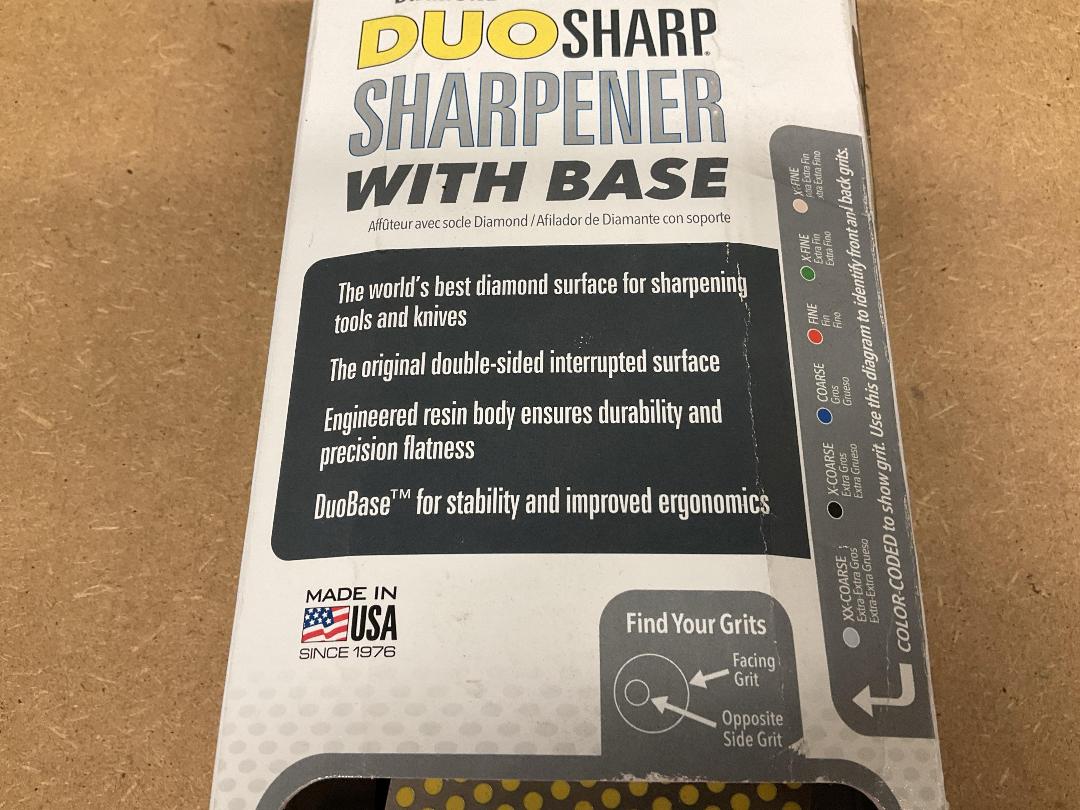 DUOSHARP®
SHARPENER
WITH BASE
Affûteur avec socle Diamond / Afilador de Diamante con soporte
The world's best diamond surface for sharpening
tools and knives
The original double-sided interrupted surface
Engineered resin body ensures durability and
precision flatness
DuoBase™ for stability and improved ergonomics
MADE IN
USA
SINCE 1976
Find Your Grits
Facing
Grit
Opposite
Side Grit
X-FINE
Extra Fin
Extra Fino
FINE
Fin
Fino
COARSE
Gros
Grueso
X-COARSE
Extra Gros
Extra Grueso
XX-COARSE
Extra-Extra Gros
Extra-Extra Grueso
COLOR-CODED to show grit. Use this diagram to identify front and back grits.